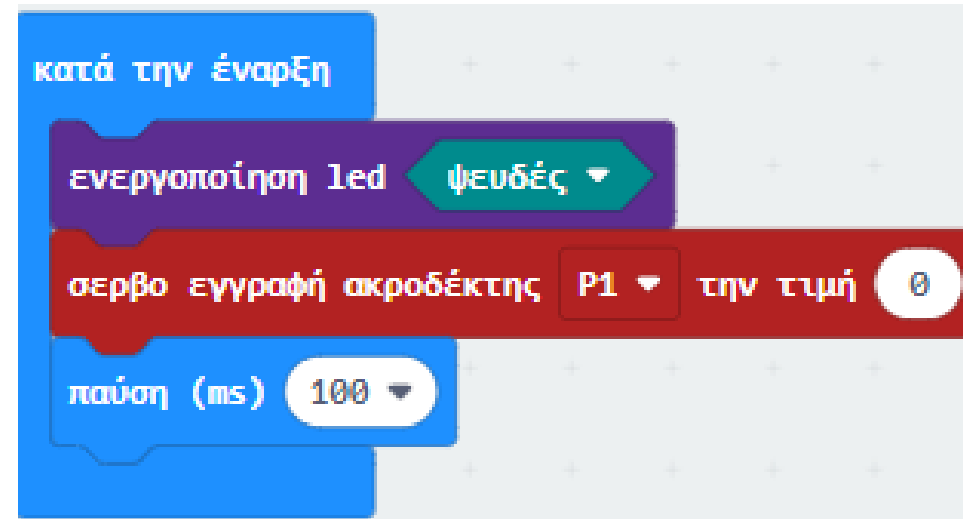 κατά την έναρξη
ενεργοποίηση led ψευδές
σερβο εγγραφή ακροδέκτης P1 την τιμή 0
παύση (ms) 100